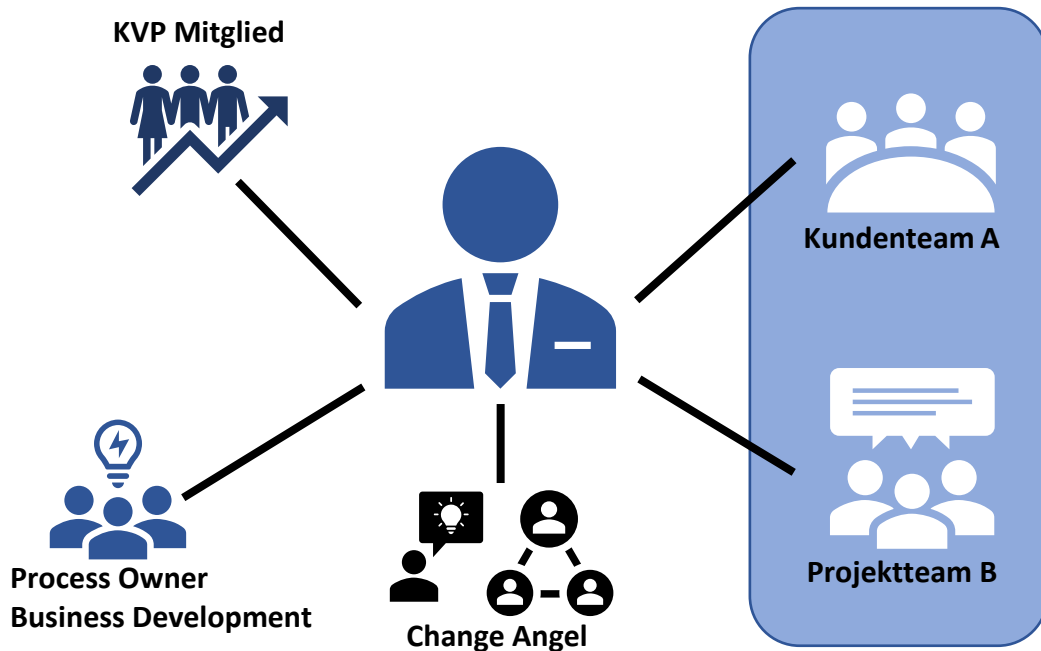 KVP Mitglied
Kundenteam A
Projektteam B
Process Owner
Business Development
Change Angel